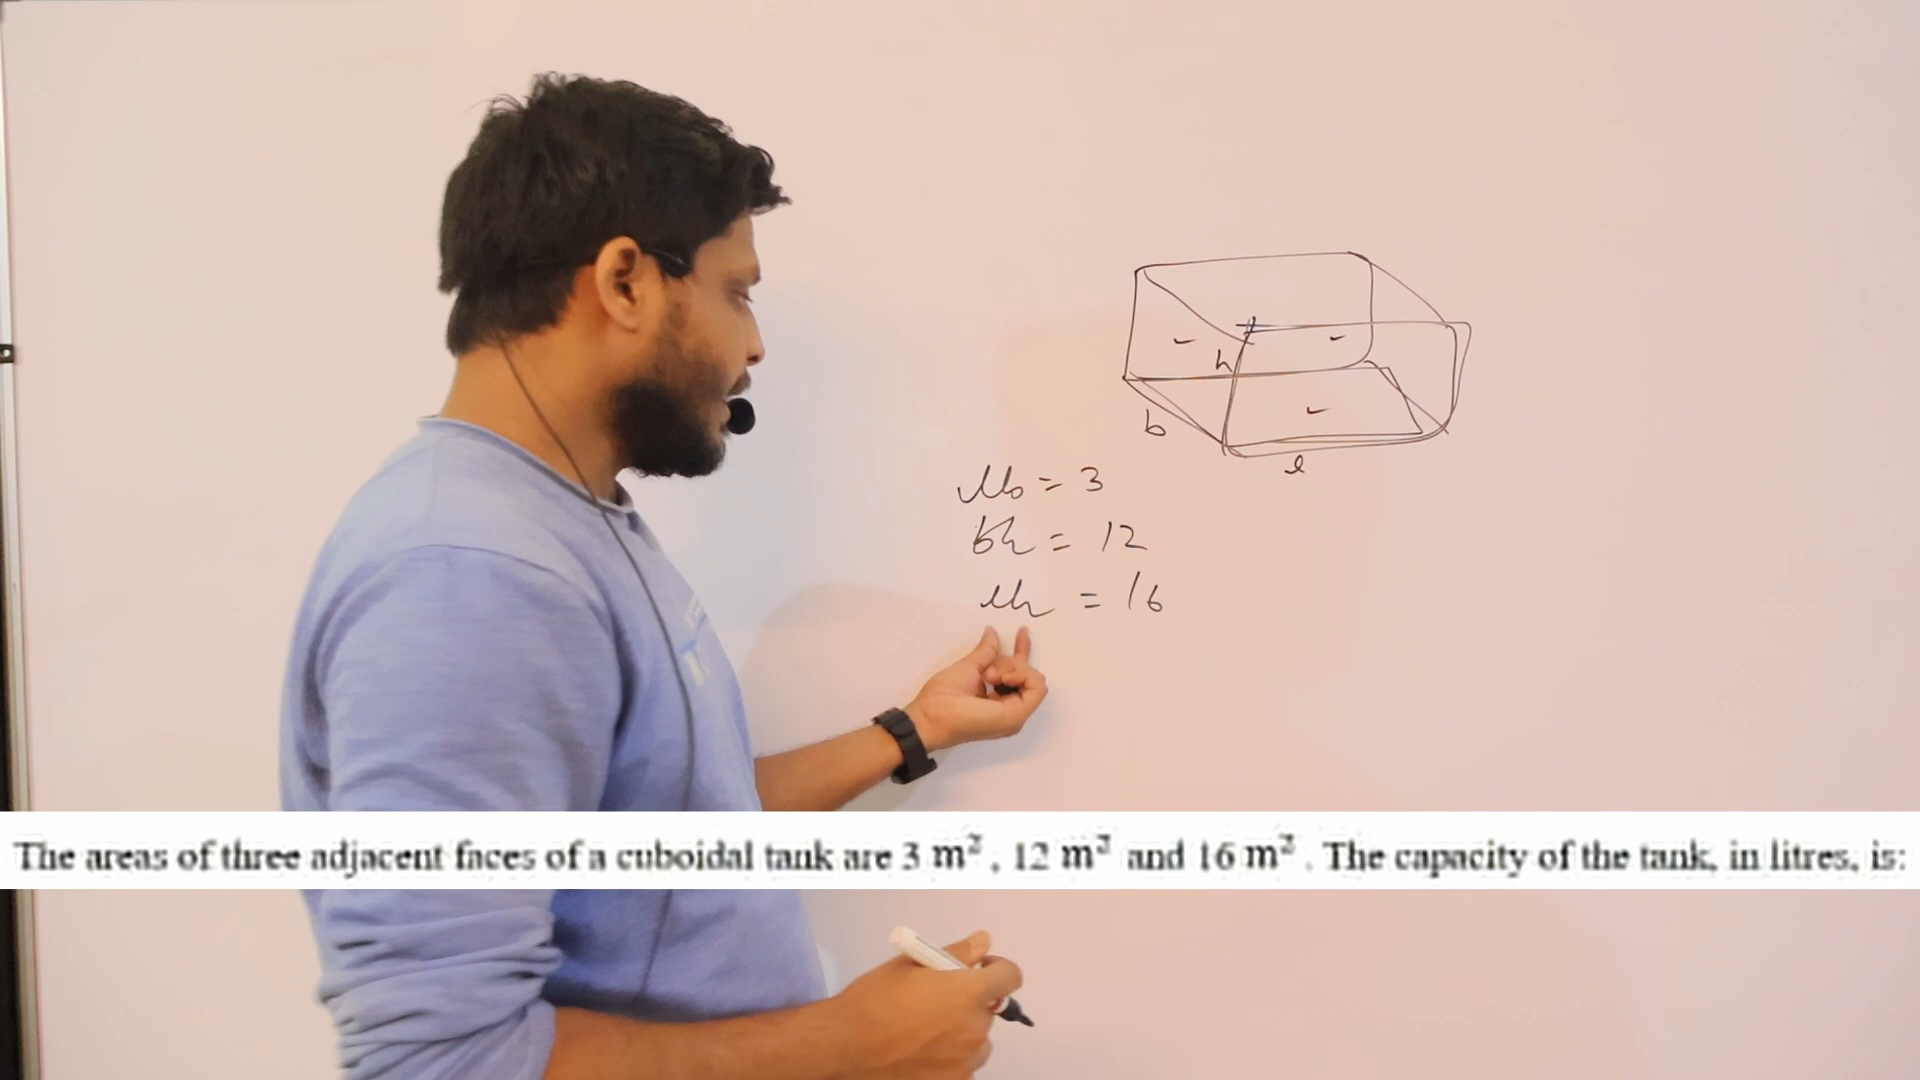 h
b
l
lb = 3
bh = 12
lh = 16
The areas of three adjacent faces of a cuboidal tank are 3 m², 12 m² and 16 m². The capacity of the tank, in litres, is: